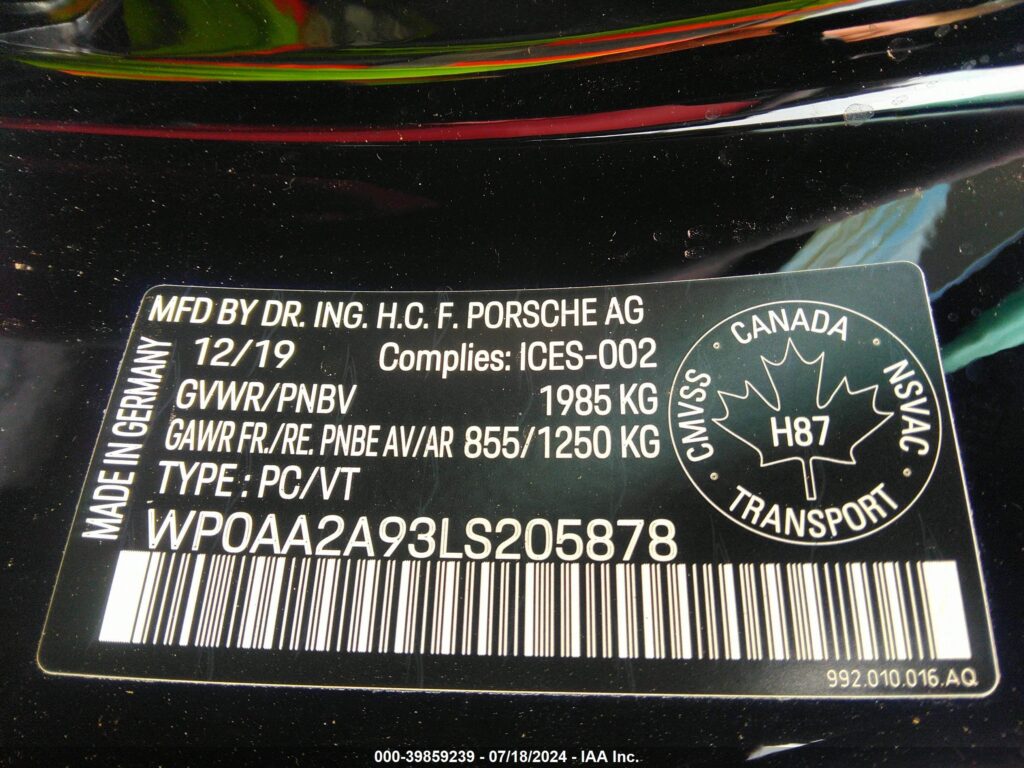 MFD BY DR. ING. H.C. F. PORSCHE AG
12/19 Complies: ICES-002
GVWR/PNBV 1985 KG
GAWR FR./RE. PNBE AV/AR 855/1250 KG
TYPE : PC/VT
WP0AA2A93LS205878
MADE IN GERMANY
CANADA
CMVSS
NSVAC
H87
TRANSPORT
992.010.016.AQ
000-39859239 - 07/18/2024 - IAA Inc.